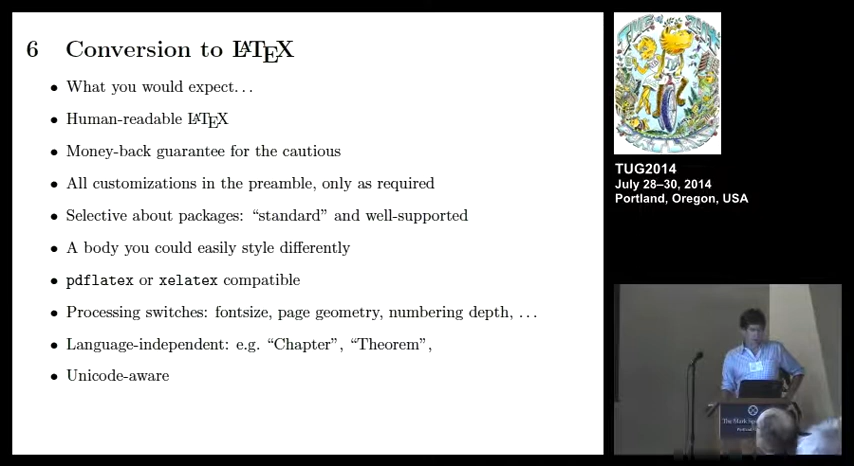 6 Conversion to LATEX
• What you would expect...
• Human-readable LATEX
• Money-back guarantee for the cautious
• All customizations in the preamble, only as required
• Selective about packages: “standard” and well-supported
• A body you could easily style differently
• pdflatex or xelatex compatible
• Processing switches: fontsize, page geometry, numbering depth, ...
• Language-independent: e.g. “Chapter”, “Theorem”,
• Unicode-aware
TUG2014
July 28–30, 2014
Portland, Oregon, USA
The Mark